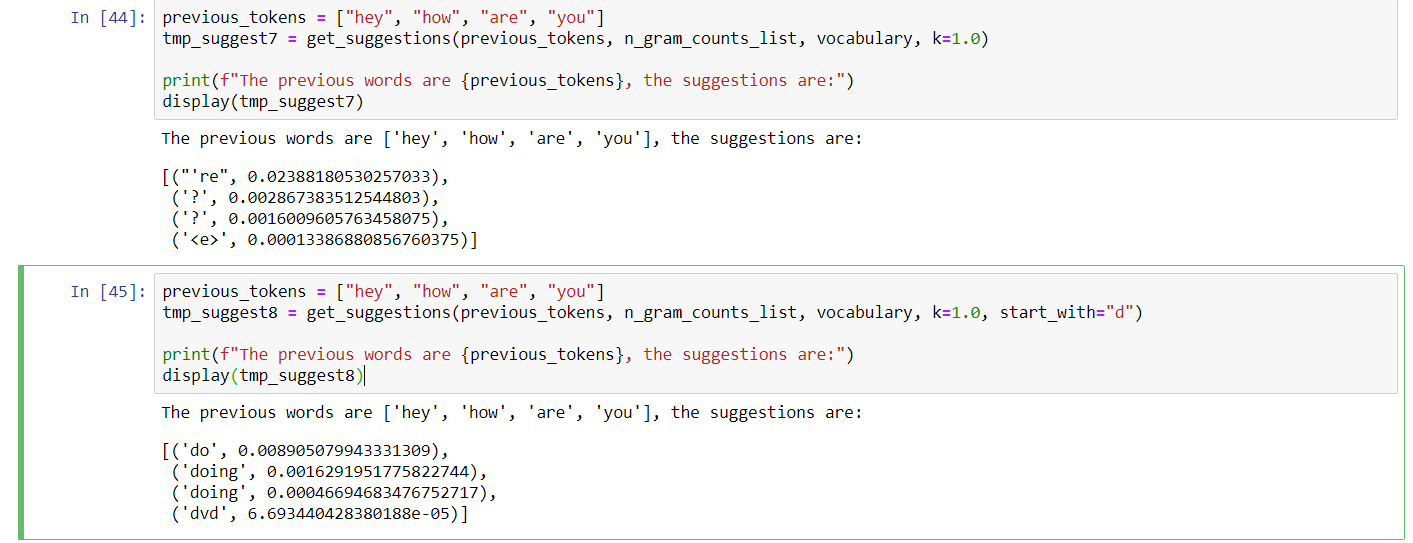 In [44]: previous_tokens = ["hey", "how", "are", "you"]
tmp_suggest7 = get_suggestions(previous_tokens, n_gram_counts_list, vocabulary, k=1.0)
print(f"The previous words are {previous_tokens}, the suggestions are:")
display(tmp_suggest7)
The previous words are ['hey', 'how', 'are', 'you'], the suggestions are:
[("'re", 0.02388180530257033),
('?', 0.002867383512544803),
('?', 0.0016009605763458075),
('<e>', 0.00013386880856760375)]
In [45]: previous_tokens = ["hey", "how", "are", "you"]
tmp_suggest8 = get_suggestions(previous_tokens, n_gram_counts_list, vocabulary, k=1.0, start_with="d")
print(f"The previous words are {previous_tokens}, the suggestions are:")
display(tmp_suggest8)
The previous words are ['hey', 'how', 'are', 'you'], the suggestions are:
[('do', 0.008905079943331309),
('doing', 0.0016291951775822744),
('doing', 0.00046694683476752717),
('dvd', 6.693440428380188e-05)]